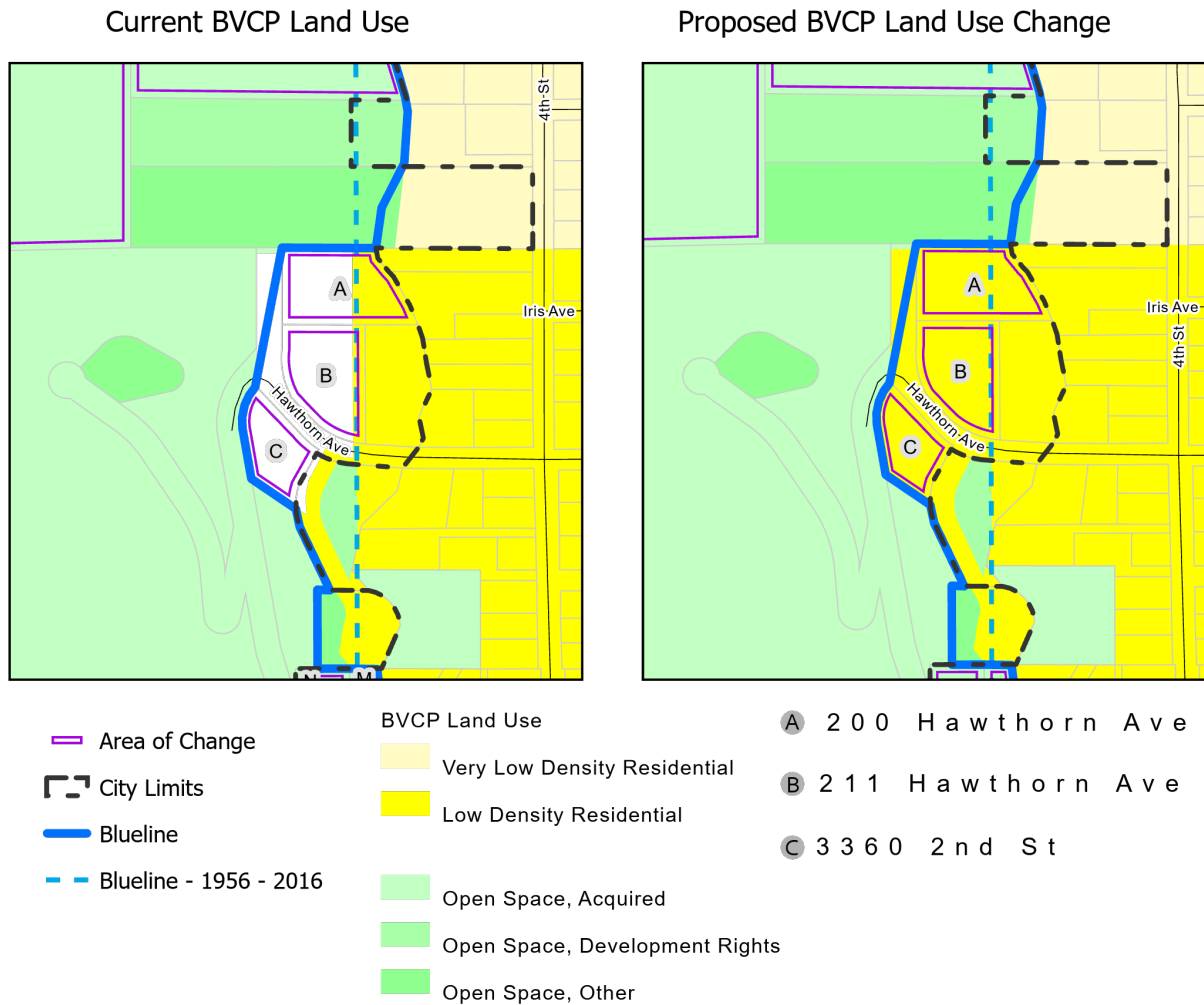 Current BVCP Land Use
Proposed BVCP Land Use Change
4th St
A
Iris Ave
B
Hawthorn Ave
C
N
M
A
Iris Ave
4th St
B
Hawthorn Ave
C
Area of Change
City Limits
Blueline
Blueline - 1956 - 2016
BVCP Land Use
Very Low Density Residential
Low Density Residential
Open Space, Acquired
Open Space, Development Rights
Open Space, Other
A 200 Hawthorn Ave
B 211 Hawthorn Ave
C 3360 2nd St